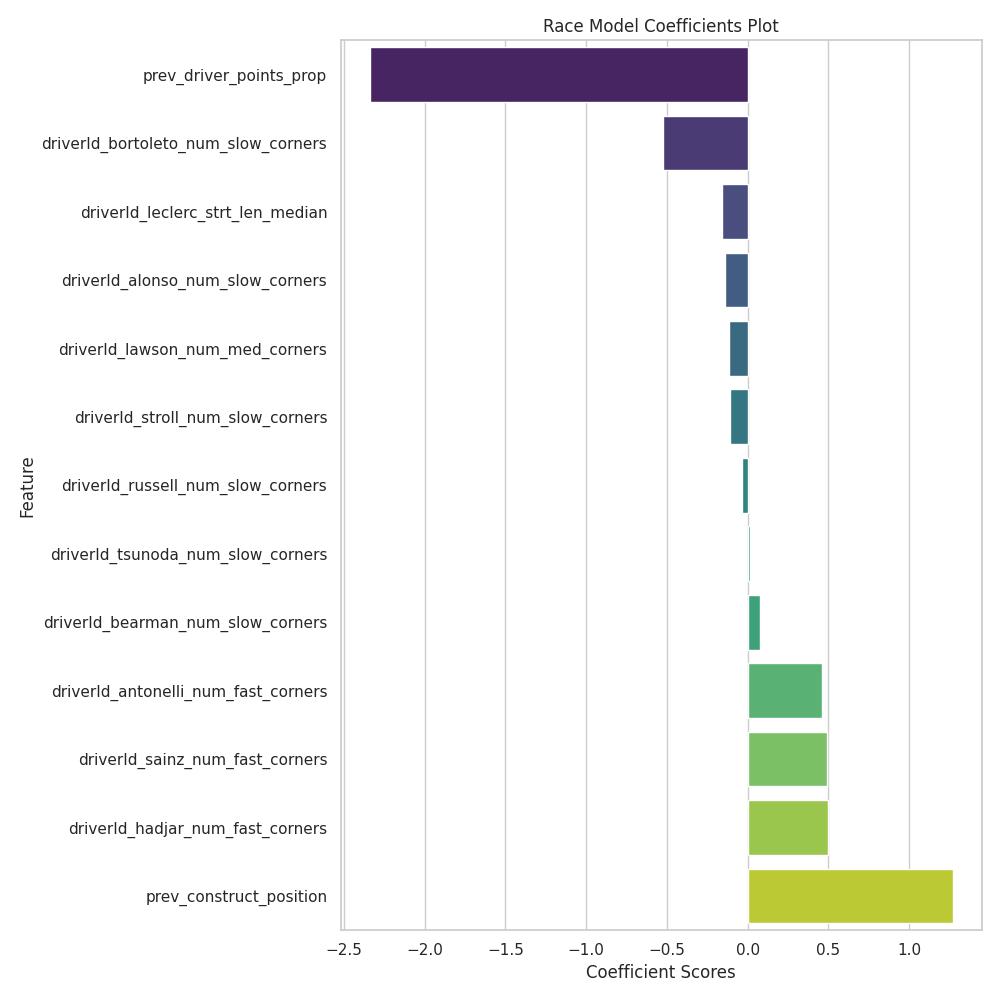 Race Model Coefficients Plot
prev_driver_points_prop
driverId_bortoleto_num_slow_corners
driverId_leclerc_strt_len_median
driverId_alonso_num_slow_corners
driverId_lawson_num_med_corners
driverId_stroll_num_slow_corners
driverId_russell_num_slow_corners
driverId_tsunoda_num_slow_corners
driverId_bearman_num_slow_corners
driverId_antonelli_num_fast_corners
driverId_sainz_num_fast_corners
driverId_hadjar_num_fast_corners
prev_construct_position
Feature
−2.5 −2.0 −1.5 −1.0 −0.5 0.0 0.5 1.0
Coefficient Scores